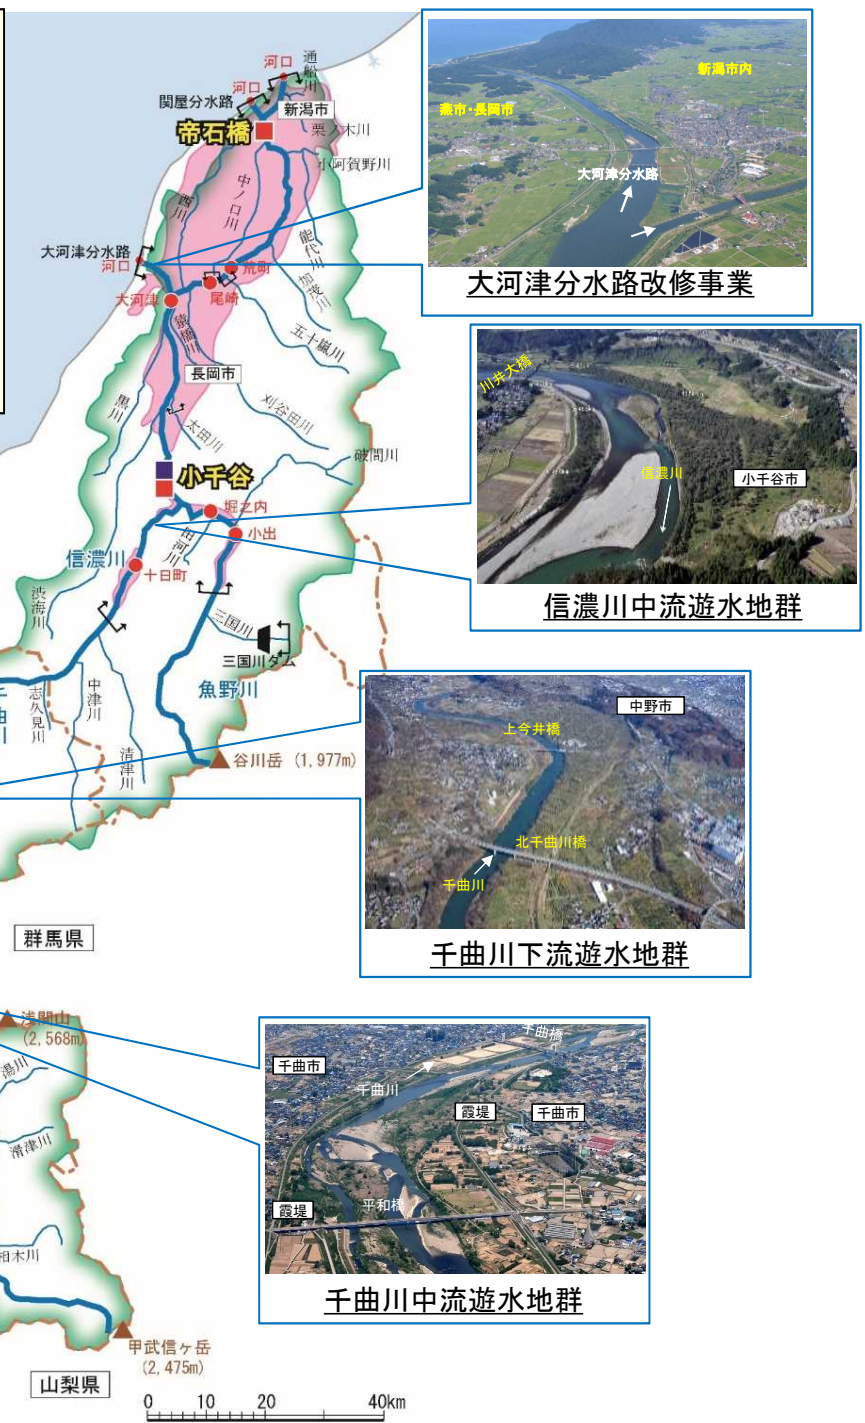 河口
通船川
河口
関屋分水路
新潟市
帝石橋
栗ノ木川
小阿賀野川
中ノ口川
西川
大河津分水路
河口
能代川
加茂川
荒町
尾崎
大河津
猿橋川
五十嵐川
長岡市
黒川
刈谷田川
太田川
破間川
小千谷
堀之内
小出
田河川
信濃川
十日町
渋海川
三国川
三国川ダム
魚野川
中津川
志久見川
清津川
千曲川
谷川岳 (1,977m)
群馬県
浅間山
(2,568m)
湯川
滑津川
相木川
甲武信ヶ岳
(2,475m)
山梨県
0 10 20 40km
新潟市内
燕市・長岡市
大河津分水路
大河津分水路改修事業
川井大橋
信濃川
小千谷市
信濃川中流遊水地群
中野市
上今井橋
北千曲川橋
千曲川
千曲川下流遊水地群
千曲橋
千曲市
千曲川
霞堤
千曲市
霞堤
平和橋
千曲川中流遊水地群